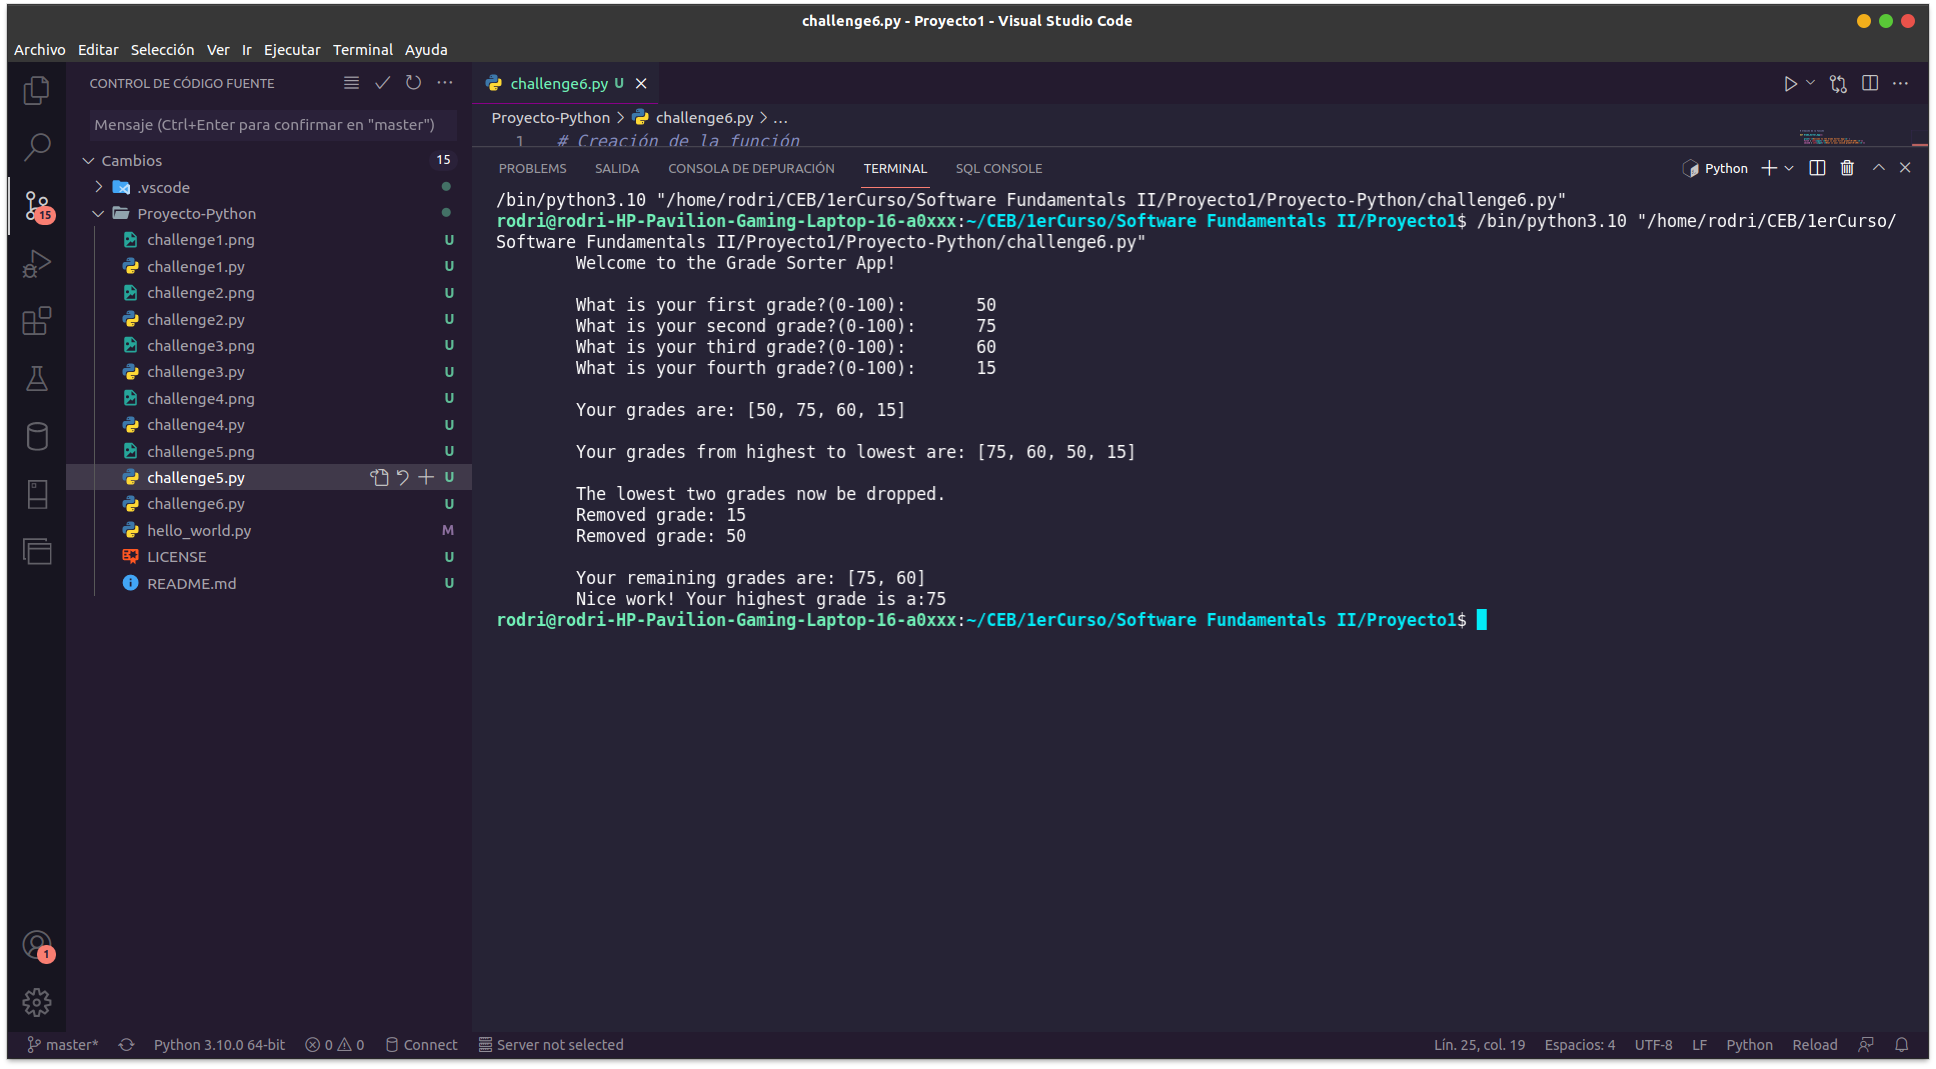 challenge6.py - Proyecto1 - Visual Studio Code
Archivo Editar Selección Ver Ir Ejecutar Terminal Ayuda
CONTROL DE CÓDIGO FUENTE
Mensaje (Ctrl+Enter para confirmar en "master")
Cambios 15
.vscode
Proyecto-Python
challenge1.png U
challenge1.py U
challenge2.png U
challenge2.py U
challenge3.png U
challenge3.py U
challenge4.png U
challenge4.py U
challenge5.png U
challenge5.py U
challenge6.py U
hello_world.py M
LICENSE U
README.md U
15
1
challenge6.py U
Proyecto-Python > challenge6.py > ...
1 # Creación de la función
PROBLEMS SALIDA CONSOLA DE DEPURACIÓN TERMINAL SQL CONSOLE Python
/bin/python3.10 "/home/rodri/CEB/1erCurso/Software Fundamentals II/Proyecto1/Proyecto-Python/challenge6.py"
rodri@rodri-HP-Pavilion-Gaming-Laptop-16-a0xxx:~/CEB/1erCurso/Software Fundamentals II/Proyecto1$ /bin/python3.10 "/home/rodri/CEB/1erCurso/
Software Fundamentals II/Proyecto1/Proyecto-Python/challenge6.py"
Welcome to the Grade Sorter App!
What is your first grade?(0-100): 50
What is your second grade?(0-100): 75
What is your third grade?(0-100): 60
What is your fourth grade?(0-100): 15
Your grades are: [50, 75, 60, 15]
Your grades from highest to lowest are: [75, 60, 50, 15]
The lowest two grades now be dropped.
Removed grade: 15
Removed grade: 50
Your remaining grades are: [75, 60]
Nice work! Your highest grade is a:75
rodri@rodri-HP-Pavilion-Gaming-Laptop-16-a0xxx:~/CEB/1erCurso/Software Fundamentals II/Proyecto1$
master* Python 3.10.0 64-bit 0 0 Connect Server not selected Lín. 25, col. 19 Espacios: 4 UTF-8 LF Python Reload